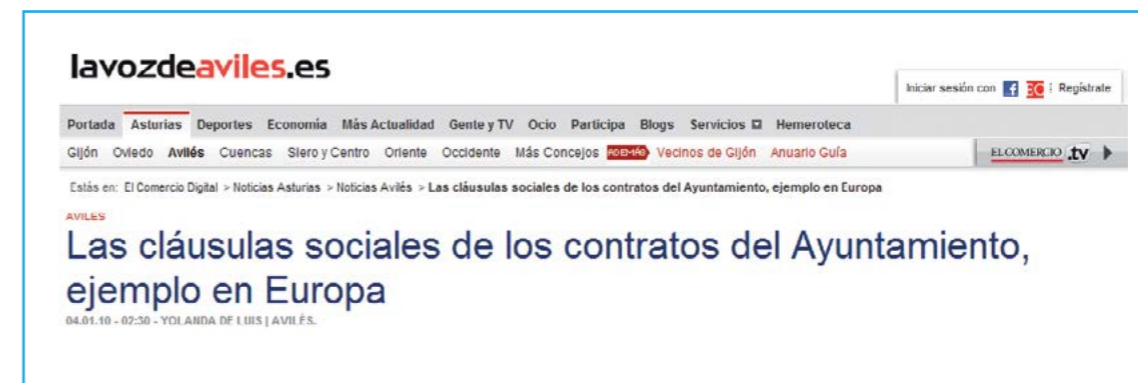 lavozdeaviles.es
Iniciar sesión con f EC Regístrate
Portada Asturias Deportes Economía Más Actualidad Gente y TV Ocio Participa Blogs Servicios Hemeroteca
Gijón Oviedo Avilés Cuencas Siero y Centro Oriente Occidente Más Concejos ADEMÁS Vecinos de Gijón Anuario Guía
EL COMERCIO .tv
Estás en: El Comercio Digital > Noticias Asturias > Noticias Avilés > Las cláusulas sociales de los contratos del Ayuntamiento, ejemplo en Europa
AVILES
Las cláusulas sociales de los contratos del Ayuntamiento,
ejemplo en Europa
04.01.10 - 02:30 - YOLANDA DE LUIS | AVILÉS.